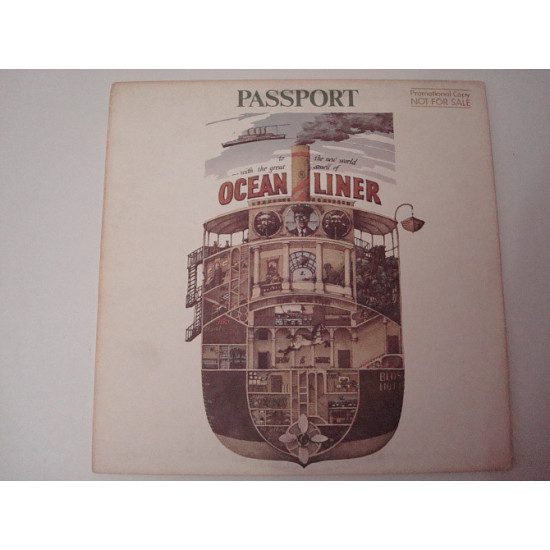 PASSPORT
Promotional Copy
NOT FOR SALE
to the new world
— with the great smell of
OCEAN LINER